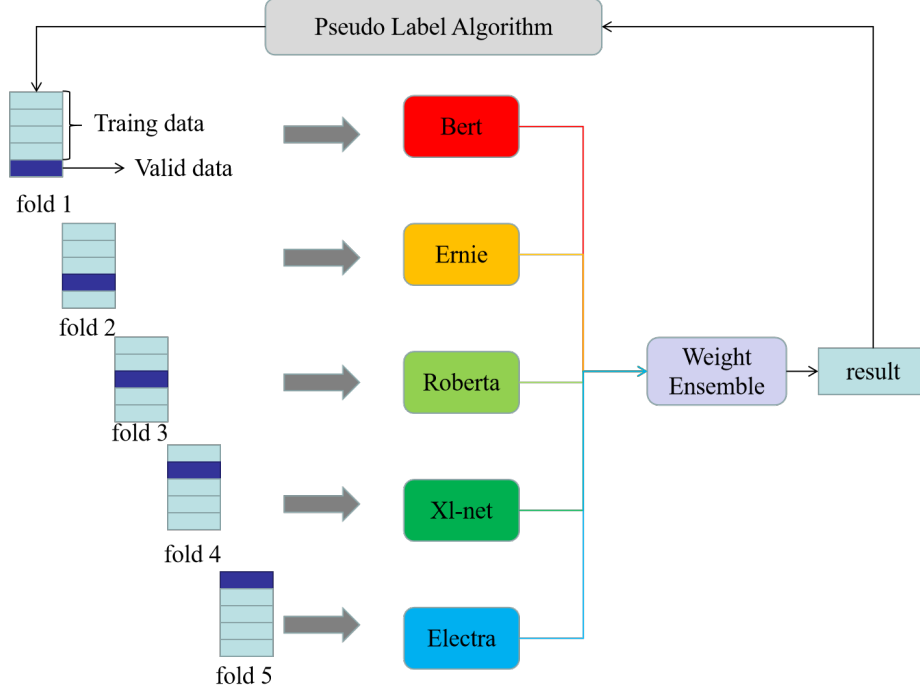 Pseudo Label Algorithm
Traing data
Valid data
fold 1
Bert
fold 2
Ernie
fold 3
Roberta
Weight
Ensemble
result
fold 4
Xl-net
fold 5
Electra